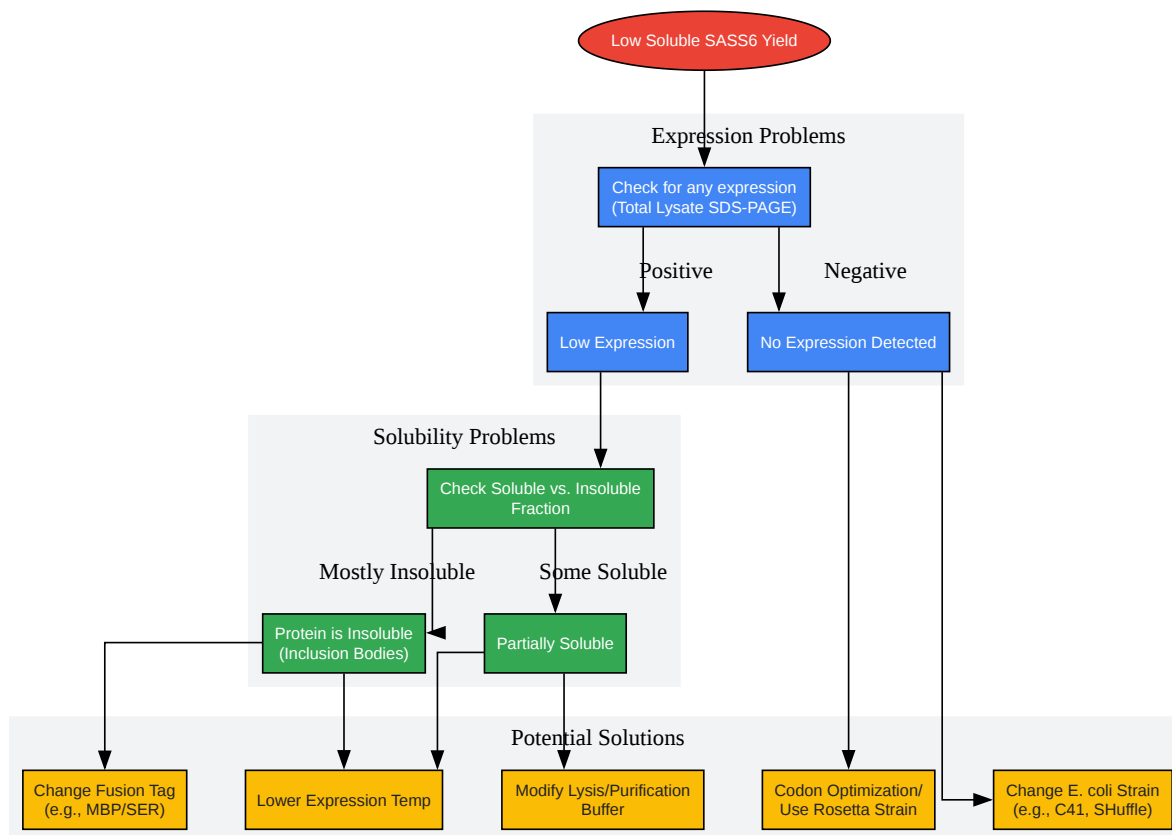 Low Soluble SASS6 Yield
Expression Problems
Check for any expression
(Total Lysate SDS-PAGE)
Positive
Negative
Low Expression
No Expression Detected
Solubility Problems
Check Soluble vs. Insoluble
Fraction
Mostly Insoluble
Some Soluble
Protein is Insoluble
(Inclusion Bodies)
Partially Soluble
Potential Solutions
Change Fusion Tag
(e.g., MBP/SER)
Lower Expression Temp
Modify Lysis/Purification
Buffer
Codon Optimization/
Use Rosetta Strain
Change E. coli Strain
(e.g., C41, SHuffle)